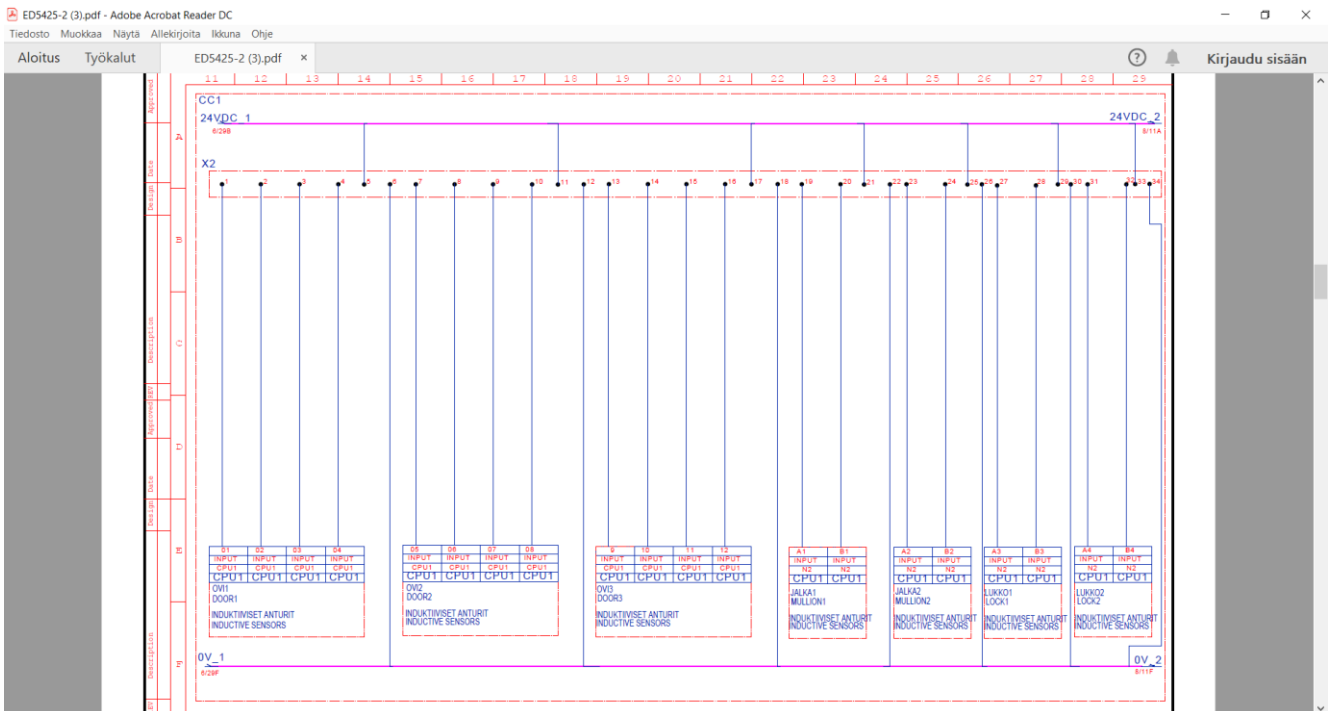 ED5425-2 (3).pdf - Adobe Acrobat Reader DC
Tiedosto Muokkaa Näytä Allekirjoita Ikkuna Ohje
Aloitus Työkalut ED5425-2 (3).pdf × Kirjaudu sisään
11 12 13 14 15 16 17 18 19 20 21 22 23 24 25 26 27 28 29
CC1
24VDC_1 24VDC_2
6/29B 8/11A
X2
1 2 3 4 5 6 7 8 9 10 11 12 13 14 15 16 17 18 19 20 21 22 23 24 25 26 27 28 29 30 31 32 33 34
Approved
A
Date
Design
B
Description
C
REV
Approved
D
Date
Design
E
Description
F
REV
01 02 03 04 05 06 07 08 9 10 11 12 A1 B1 A2 B2 A3 B3 A4 B4
INPUT INPUT INPUT INPUT INPUT INPUT INPUT INPUT INPUT INPUT INPUT INPUT INPUT INPUT INPUT INPUT INPUT INPUT INPUT INPUT
CPU1 CPU1 CPU1 CPU1 CPU1 CPU1 CPU1 CPU1 CPU1 CPU1 CPU1 CPU1 N2 N2 N2 N2 N2 N2 N2 N2
CPU1 CPU1 CPU1 CPU1 CPU1 CPU1 CPU1 CPU1 CPU1 CPU1 CPU1 CPU1 CPU1 CPU1 CPU1 CPU1 CPU1 CPU1 CPU1 CPU1
OVI1
DOOR1
INDUKTIIVISET ANTURIT
INDUCTIVE SENSORS
OVI2
DOOR2
INDUKTIIVISET ANTURIT
INDUCTIVE SENSORS
OVI3
DOOR3
INDUKTIIVISET ANTURIT
INDUCTIVE SENSORS
JALKA1
MULLION1
INDUKTIIVISET ANTURIT
INDUCTIVE SENSORS
JALKA2
MULLION2
INDUKTIIVISET ANTURIT
INDUCTIVE SENSORS
LUKKO1
LOCK1
INDUKTIIVISET ANTURIT
INDUCTIVE SENSORS
LUKKO2
LOCK2
INDUKTIIVISET ANTURIT
INDUCTIVE SENSORS
0V_1 0V_2
6/29F 8/11F